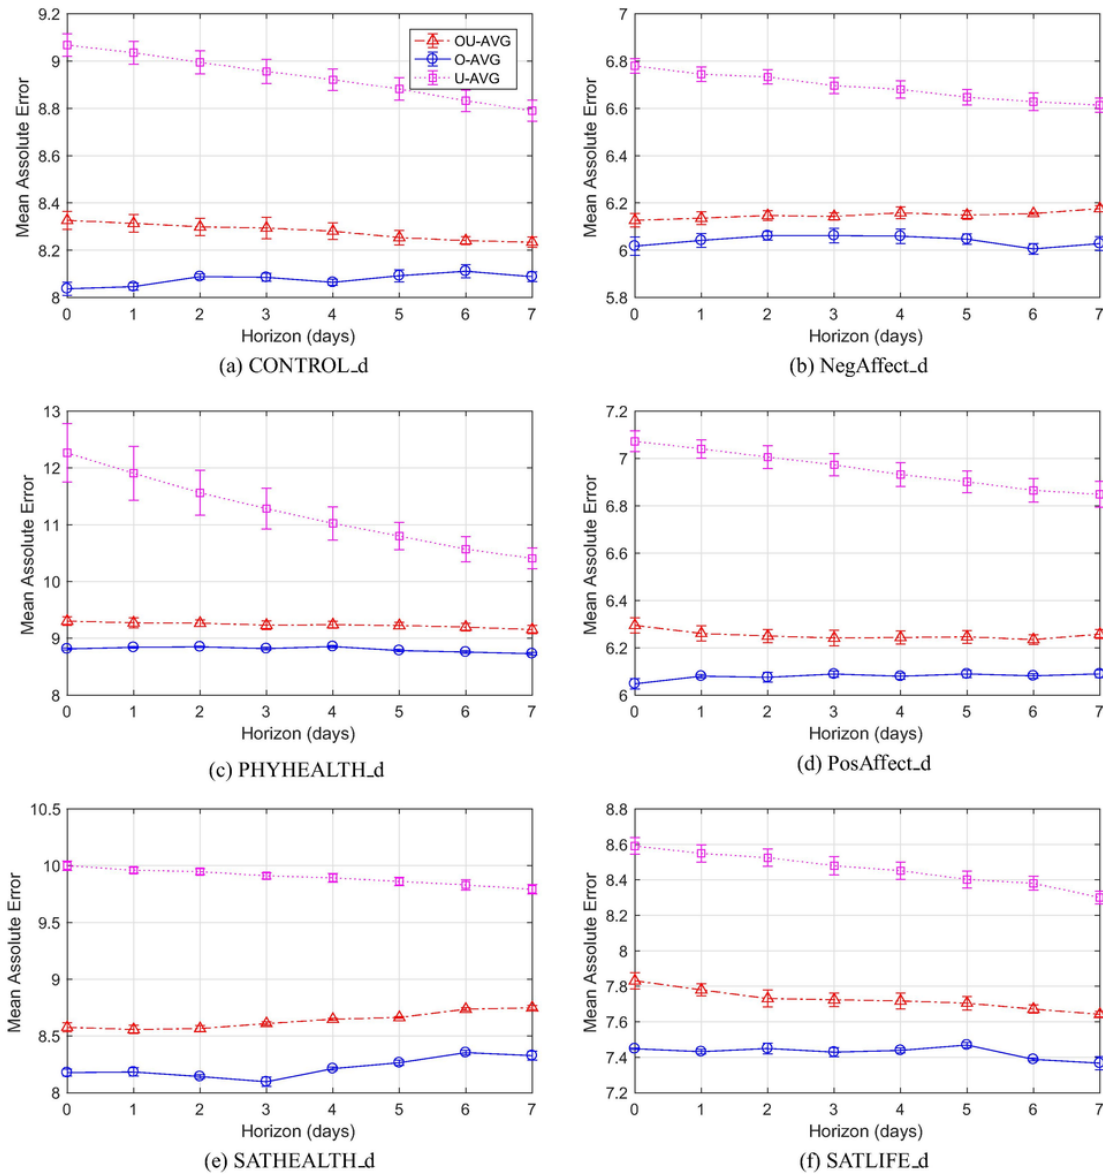 9.2
9
8.8
8.6
8.4
8.2
8
Mean Assolute Error
OU-AVG
O-AVG
U-AVG
0 1 2 3 4 5 6 7
Horizon (days)
(a) CONTROL_d
7
6.8
6.6
6.4
6.2
6
5.8
Mean Assolute Error
0 1 2 3 4 5 6 7
Horizon (days)
(b) NegAffect_d
13
12
11
10
9
8
Mean Assolute Error
0 1 2 3 4 5 6 7
Horizon (days)
(c) PHYHEALTH_d
7.2
7
6.8
6.6
6.4
6.2
6
Mean Assolute Error
0 1 2 3 4 5 6 7
Horizon (days)
(d) PosAffect_d
10.5
10
9.5
9
8.5
8
Mean Assolute Error
0 1 2 3 4 5 6 7
Horizon (days)
(e) SATHEALTH_d
8.8
8.6
8.4
8.2
8
7.8
7.6
7.4
7.2
Mean Assolute Error
0 1 2 3 4 5 6 7
Horizon (days)
(f) SATLIFE_d